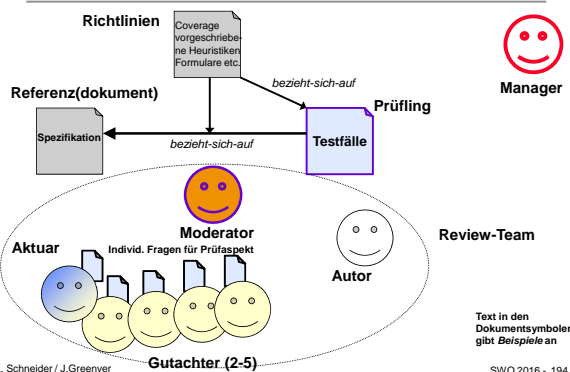 Richtlinien
Coverage
vorgeschriebe-
ne Heuristiken
Formulare etc.
bezieht-sich-auf
Manager
Referenz(dokument)
Prüfling
Spezifikation
bezieht-sich-auf
Testfälle
Moderator
Individ. Fragen für Prüfaspekt
Aktuar
Autor
Review-Team
Text in den
Dokumentsymbolen
gibt Beispiele an
Gutachter (2-5)
Schneider / J.Greenyer
SWQ 2016 - 194